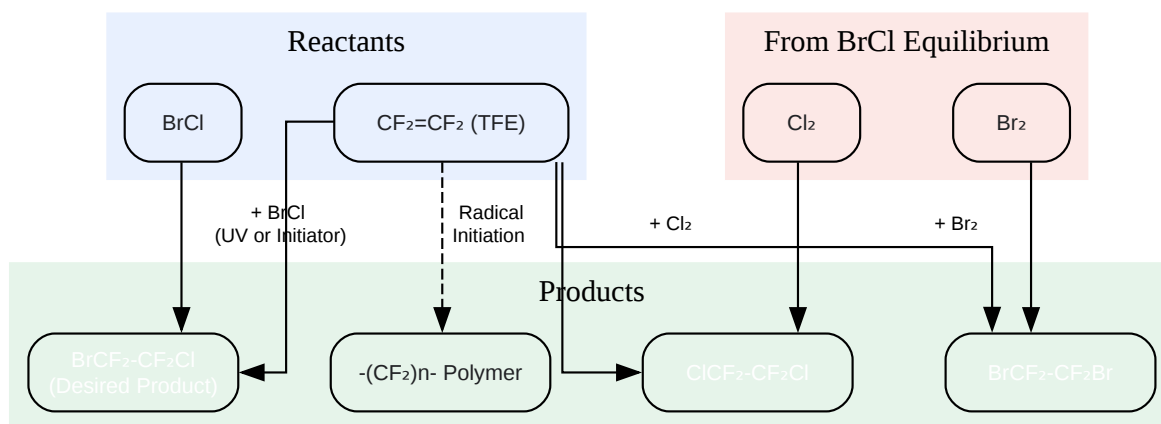 Reactants
From BrCl Equilibrium
BrCl
CF₂=CF₂ (TFE)
Cl₂
Br₂
+ BrCl
(UV or Initiator)
Radical
Initiation
+ Cl₂
+ Br₂
Products
BrCF₂-CF₂Cl
(Desired Product)
-(CF₂)n- Polymer
ClCF₂-CF₂Cl
BrCF₂-CF₂Br